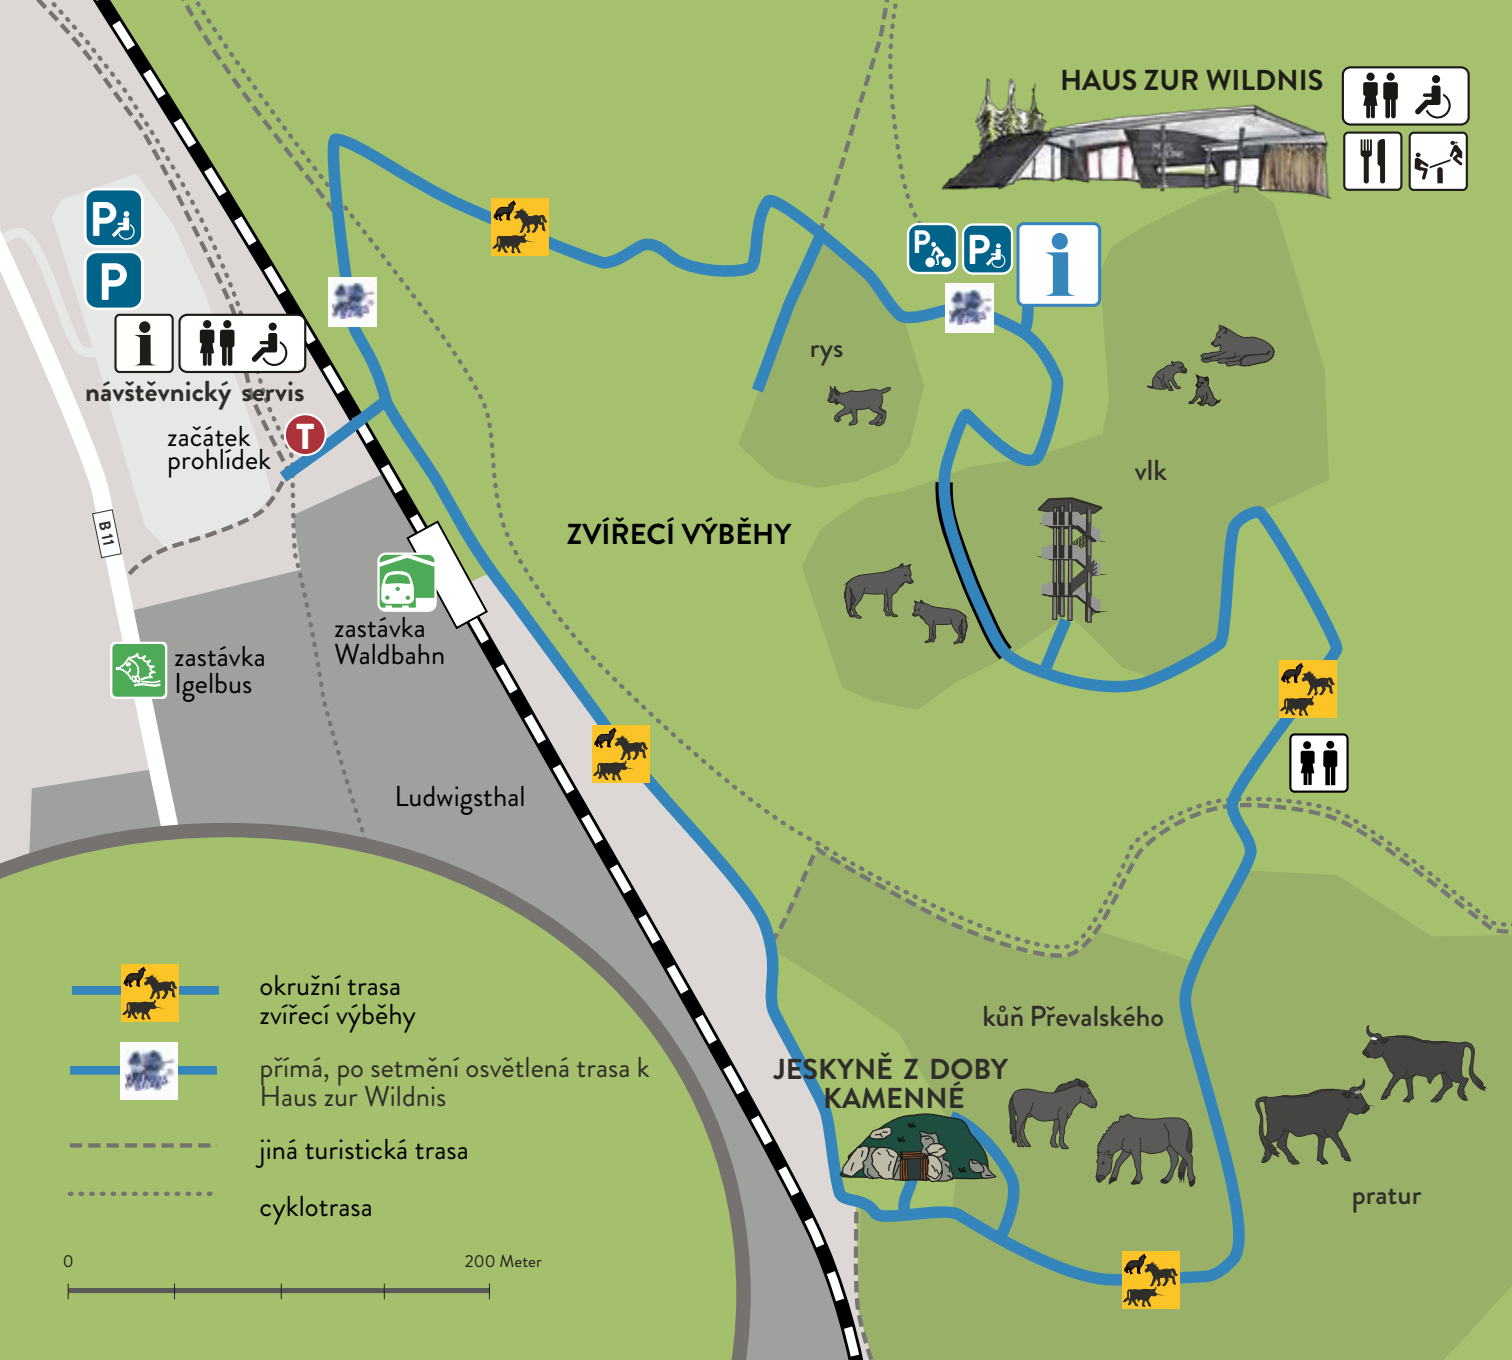 HAUS ZUR WILDNIS
P
P
P
P
i
i
návštěvnický servis
začátek
prohlídek
T
rys
vlk
B 11
ZVÍŘECÍ VÝBĚHY
zastávka
Waldbahn
zastávka
Igelbus
Ludwigsthal
kůň Převalského
JESKYNĚ Z DOBY
KAMENNÉ
pratur
okružní trasa
zvířecí výběhy
přímá, po setmění osvětlená trasa k
Haus zur Wildnis
jiná turistická trasa
cyklotrasa
0
200 Meter